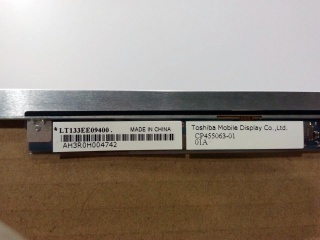 *LT133EE09400.
MADE IN CHINA
AH3R0H004742
Toshiba Mobile Display Co.,Ltd.
CP455063-01
01A